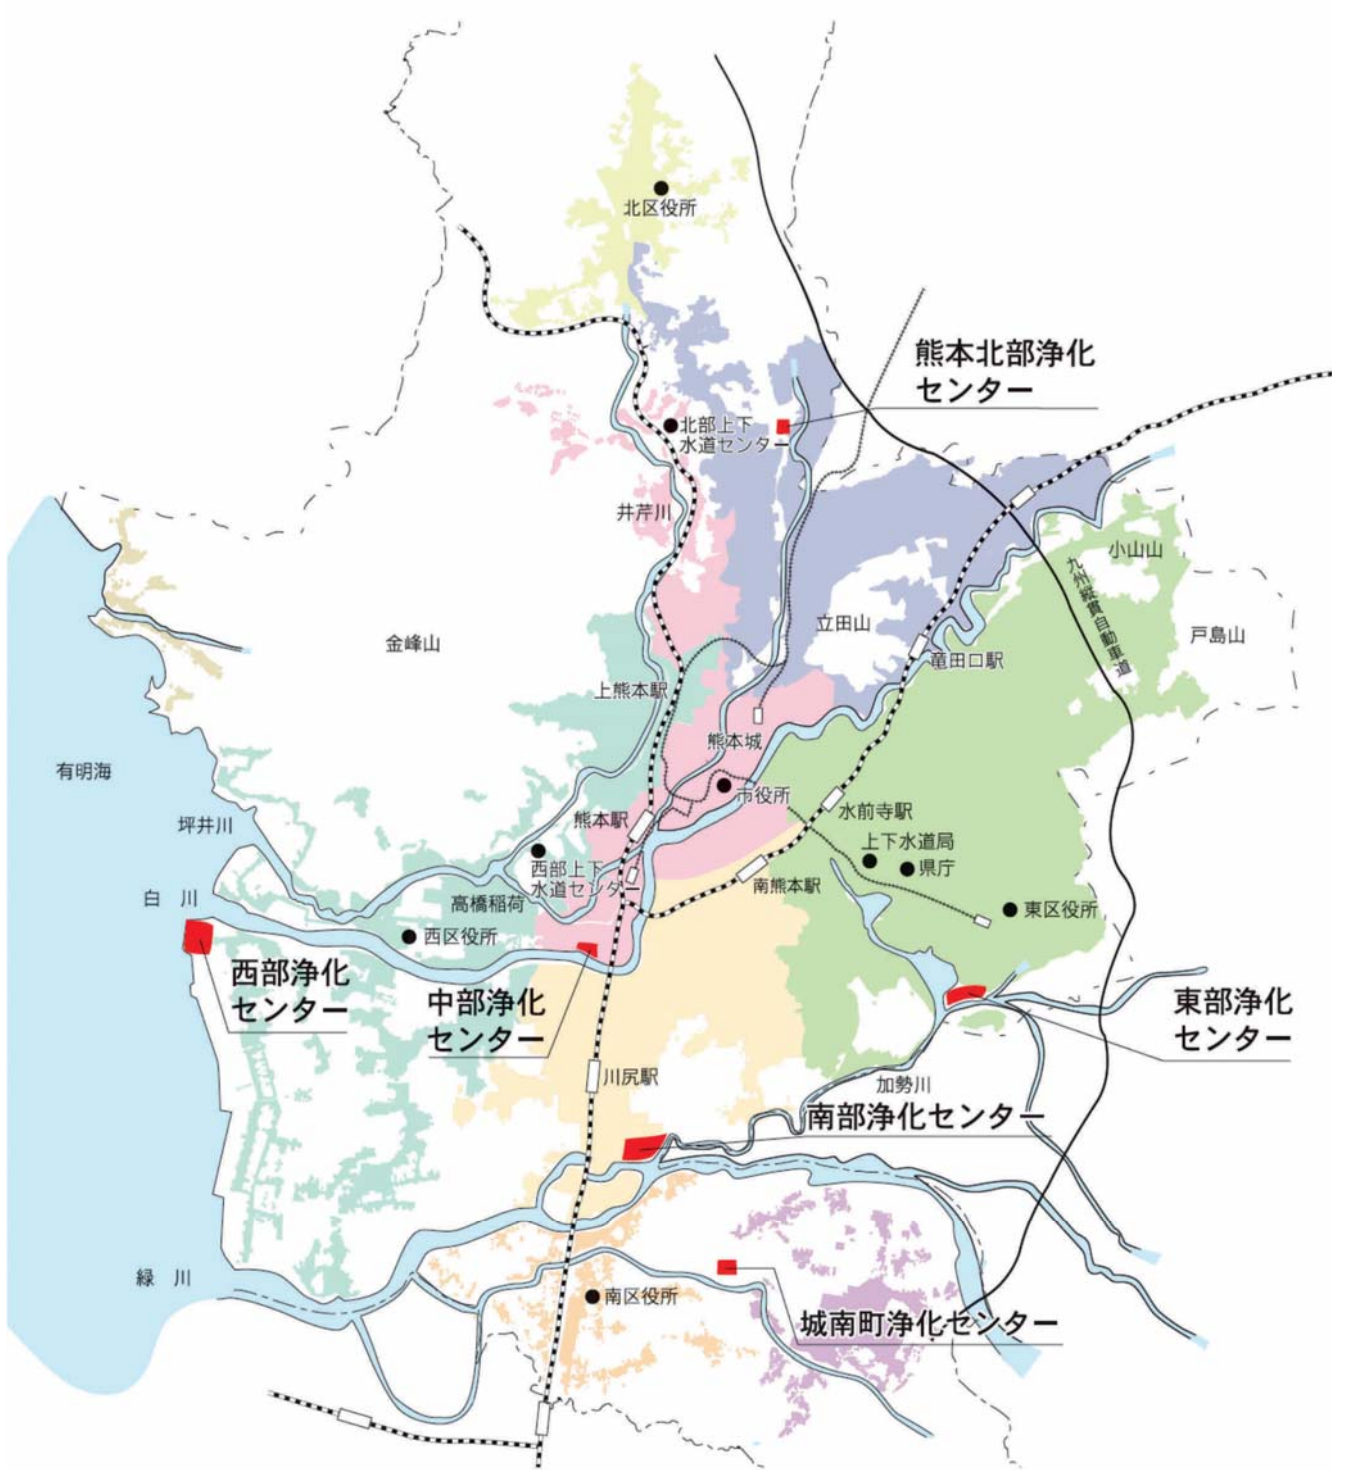 北区役所
熊本北部浄化
センター
北部上下
水道センター
井芹川
小山山
九州縦貫自動車道
戸島山
立田山
竜田口駅
金峰山
上熊本駅
熊本城
有明海
市役所
水前寺駅
坪井川
熊本駅
上下水道局
県庁
西部上下
水道センター
南熊本駅
白 川
高橋稲荷
東区役所
西区役所
西部浄化
センター
中部浄化
センター
東部浄化
センター
川尻駅
加勢川
南部浄化センター
緑 川
南区役所
城南町浄化センター